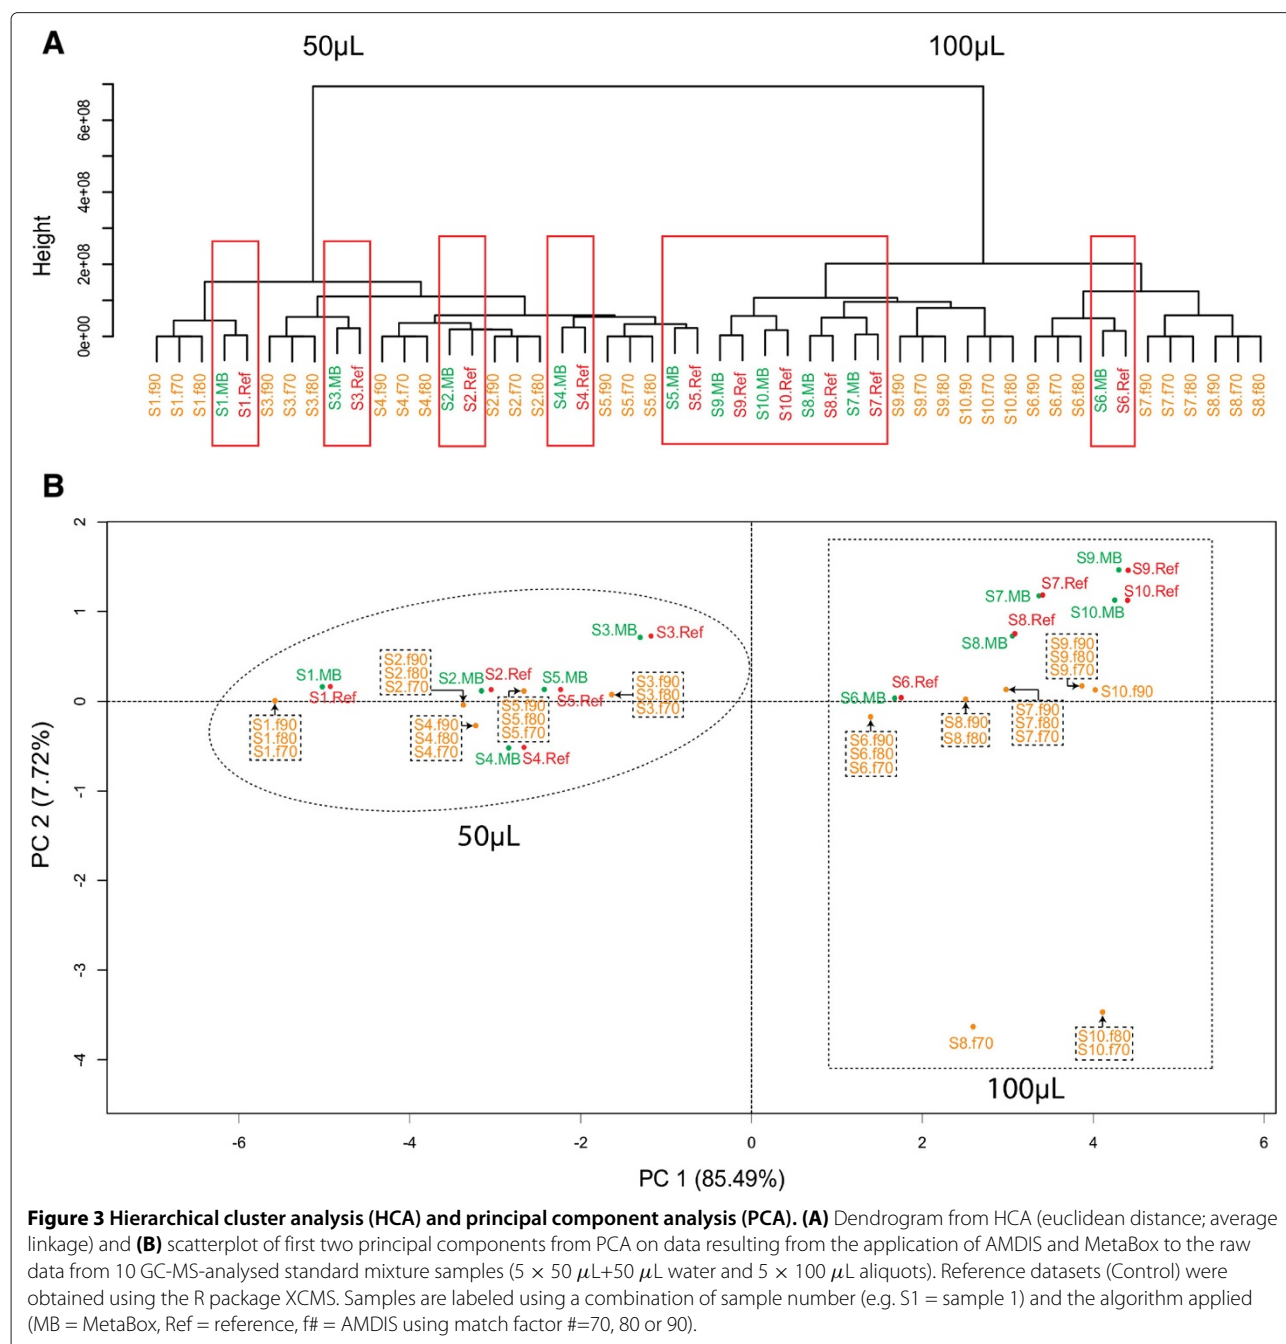 A
50µL
100µL
Height
0e+00
2e+08
4e+08
6e+08
S1.f90
S1.f70
S1.f80
S1.MB
S1.Ref
S3.f90
S3.f70
S3.f80
S3.MB
S3.Ref
S4.f90
S4.f70
S4.f80
S2.MB
S2.Ref
S2.f90
S2.f70
S2.f80
S4.MB
S4.Ref
S5.f90
S5.f70
S5.f80
S5.MB
S5.Ref
S9.MB
S9.Ref
S10.MB
S10.Ref
S8.MB
S8.Ref
S7.MB
S7.Ref
S9.f90
S9.f70
S9.f80
S10.f90
S10.f70
S10.f80
S6.f90
S6.f70
S6.f80
S6.MB
S6.Ref
S7.f90
S7.f70
S7.f80
S8.f90
S8.f70
S8.f80
B
PC 2 (7.72%)
2
1
0
-1
-2
-3
-4
S9.MB
S9.Ref
S7.Ref
S7.MB
S10.Ref
S10.MB
S8.Ref
S8.MB
S3.MB
S3.Ref
S9.f90
S9.f80
S9.f70
S10.f90
S2.f90
S2.f80
S2.f70
S1.MB
S1.Ref
S2.MB
S2.Ref
S5.MB
S5.Ref
S3.f90
S3.f80
S3.f70
S6.Ref
S6.MB
S1.f90
S1.f80
S1.f70
S4.f90
S4.f80
S4.f70
S5.f90
S5.f80
S5.f70
S4.MB
S4.Ref
S6.f90
S6.f80
S6.f70
S8.f90
S8.f80
S7.f90
S7.f80
S7.f70
50µL
S8.f70
S10.f80
S10.f70
100µL
-6
-4
-2
0
2
4
6
PC 1 (85.49%)
Figure 3 Hierarchical cluster analysis (HCA) and principal component analysis (PCA). (A) Dendrogram from HCA (euclidean distance; average
linkage) and (B) scatterplot of first two principal components from PCA on data resulting from the application of AMDIS and MetaBox to the raw
data from 10 GC-MS-analysed standard mixture samples (5 × 50 µL+50 µL water and 5 × 100 µL aliquots). Reference datasets (Control) were
obtained using the R package XCMS. Samples are labeled using a combination of sample number (e.g. S1 = sample 1) and the algorithm applied
(MB = MetaBox, Ref = reference, f# = AMDIS using match factor #=70, 80 or 90).